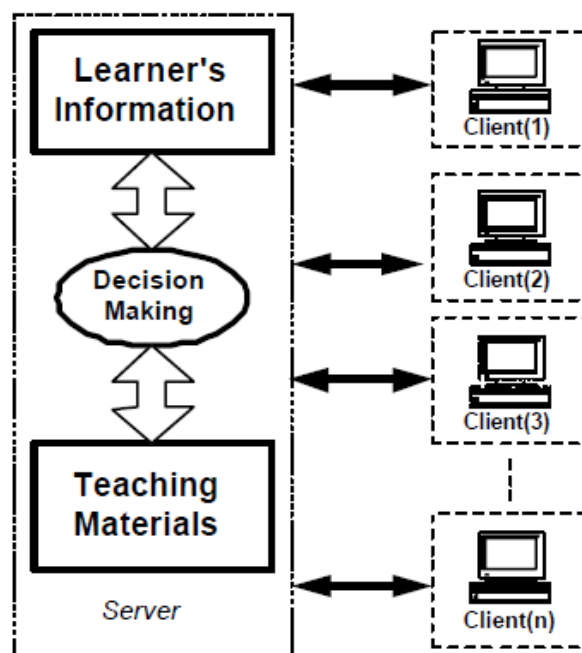 Learner's
Information
Decision
Making
Teaching
Materials
Server
Client(1)
Client(2)
Client(3)
Client(n)